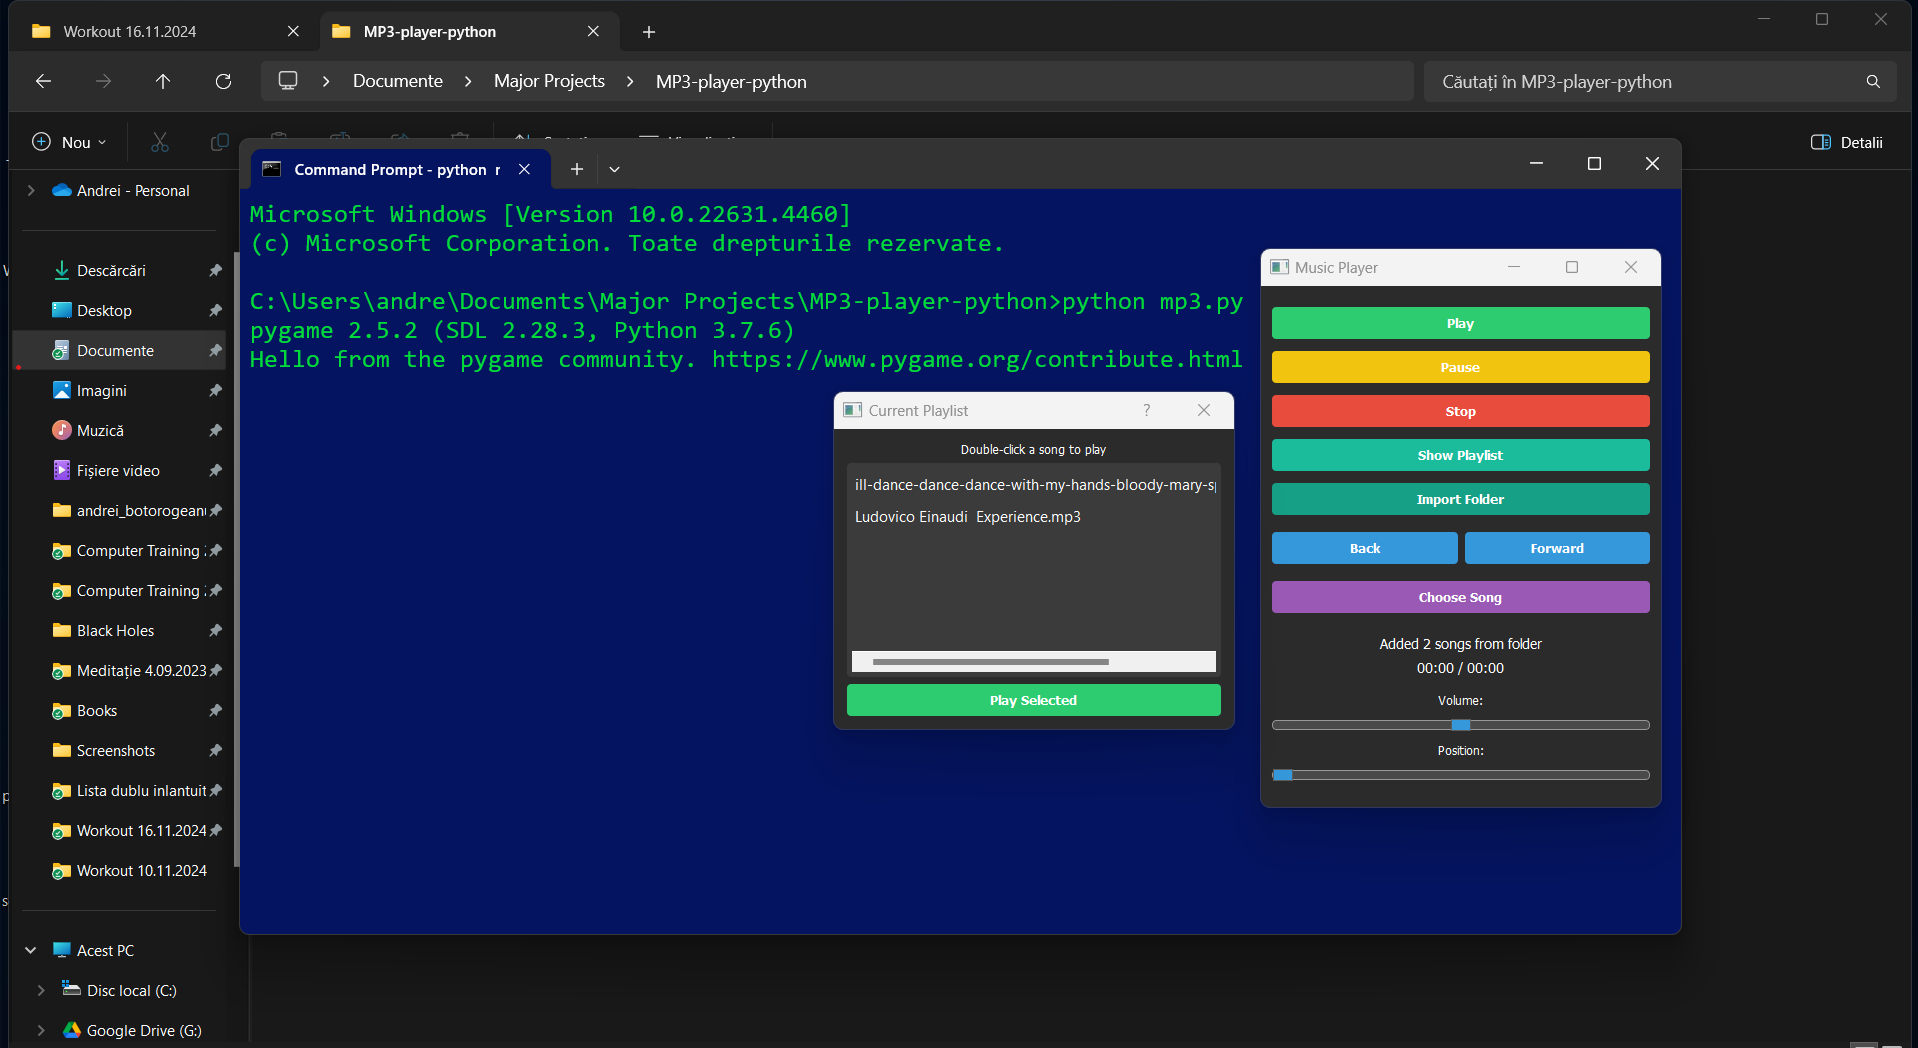 Workout 16.11.2024
MP3-player-python
Documente
Major Projects
MP3-player-python
Căutați în MP3-player-python
Nou
Detalii
Andrei - Personal
Descărcări
Desktop
Documente
Imagini
Muzică
Fișiere video
andrei_botorogeanu
Computer Training
Computer Training
Black Holes
Meditație 4.09.2023
Books
Screenshots
Lista dublu inlantuit
Workout 16.11.2024
Workout 10.11.2024
Acest PC
Disc local (C:)
Google Drive (G:)
Command Prompt - python r
Microsoft Windows [Version 10.0.22631.4460]
(c) Microsoft Corporation. Toate drepturile rezervate.
C:\Users\andre\Documents\Major Projects\MP3-player-python>python mp3.py
pygame 2.5.2 (SDL 2.28.3, Python 3.7.6)
Hello from the pygame community. https://www.pygame.org/contribute.html
Current Playlist
?
Double-click a song to play
ill-dance-dance-dance-with-my-hands-bloody-mary-sp
Ludovico Einaudi  Experience.mp3
Play Selected
Music Player
Play
Pause
Stop
Show Playlist
Import Folder
Back
Forward
Choose Song
Added 2 songs from folder
00:00 / 00:00
Volume:
Position: